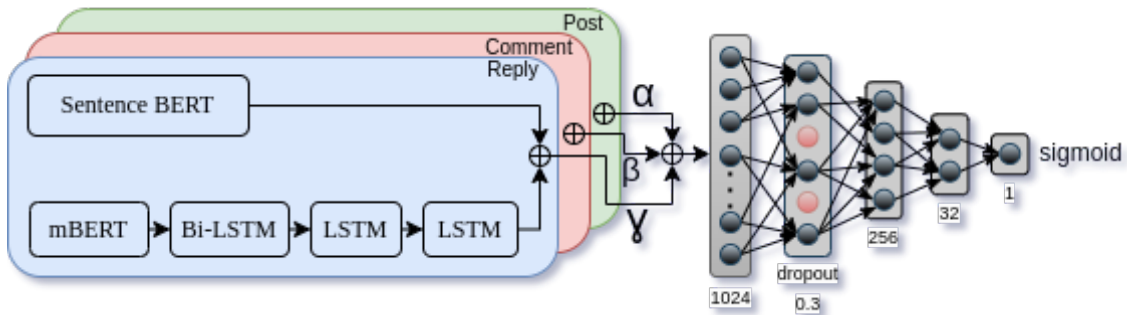 Post
Comment
Reply
Sentence BERT
mBERT
Bi-LSTM
LSTM
LSTM
α
β
γ
1024
dropout
0.3
256
32
1
sigmoid